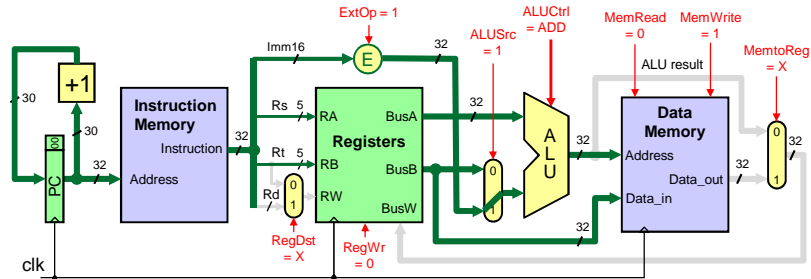 ExtOp = 1
ALUCtrl
= ADD
MemRead
= 0
MemWrite
= 1
ALUSrc
= 1
MemtoReg
= X
Imm16
E
32
32
ALU result
+1
30
30
00
PC
32
Instruction
Memory
Instruction
Address
32
Rs
5
RA
Rt
5
RB
Rd
RW
0
1
Registers
BusA
BusB
BusW
32
0
1
A
L
U
32
Data
Memory
Address
Data_out
Data_in
32
32
0
1
32
RegDst
= X
RegWr
= 0
clk